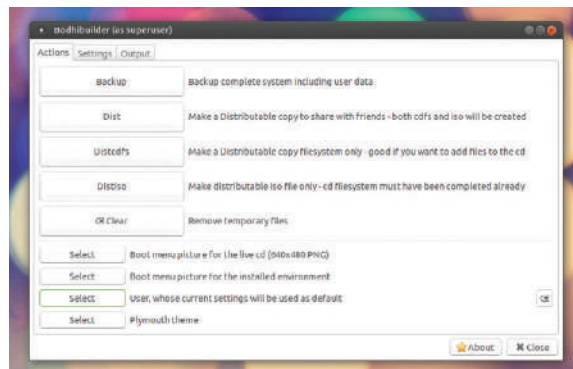 Bodhibuilder (as superuser)
Actions Settings Output
Backup Backup complete system including user data
Dist Make a Distributable copy to share with friends - both cdfs and iso will be created
Distcdfs Make a Distributable copy filesystem only - good if you want to add files to the cd
Distiso Make distributable iso file only - cd filesystem must have been completed already
Clear Remove temporary files
Select Boot menu picture for the live cd (640x480 PNG)
Select Boot menu picture for the installed environment
Select User, whose current settings will be used as default
Select Plymouth theme
About Close